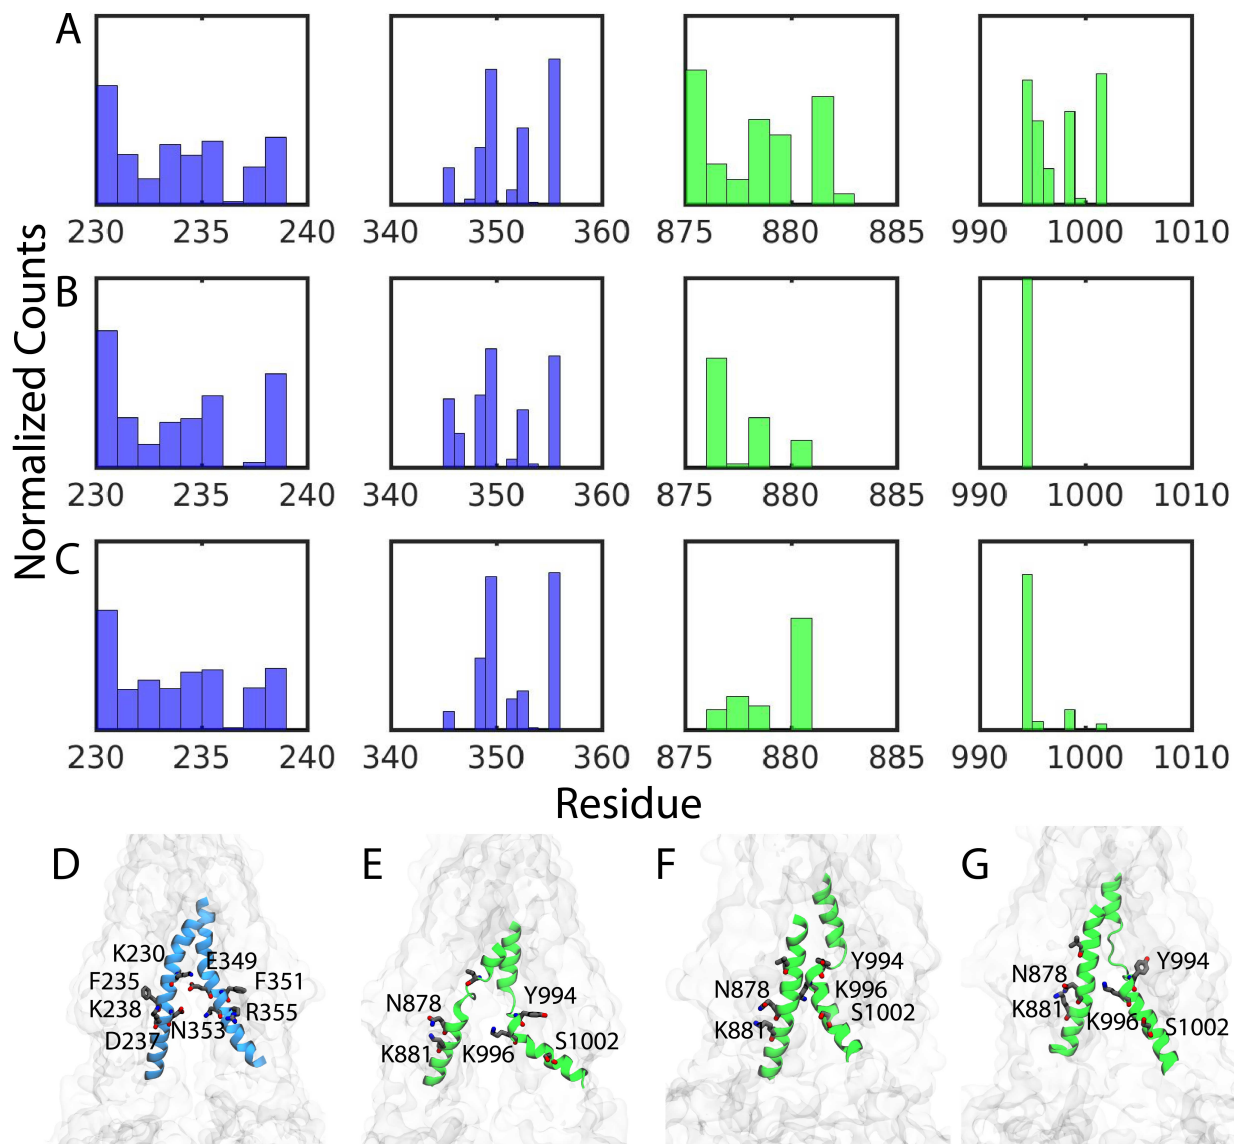 A
230 235 240
340 350 360
875 880 885
990 1000 1010
B
230 235 240
340 350 360
875 880 885
990 1000 1010
C
230 235 240
340 350 360
875 880 885
990 1000 1010
Normalized Counts
Residue
D
K230
E349
F235
F351
K238
R355
D237
N353
E
N878
Y994
K881
K996
S1002
F
Y994
N878
K996
S1002
K881
G
Y994
N878
K881
K996
S1002